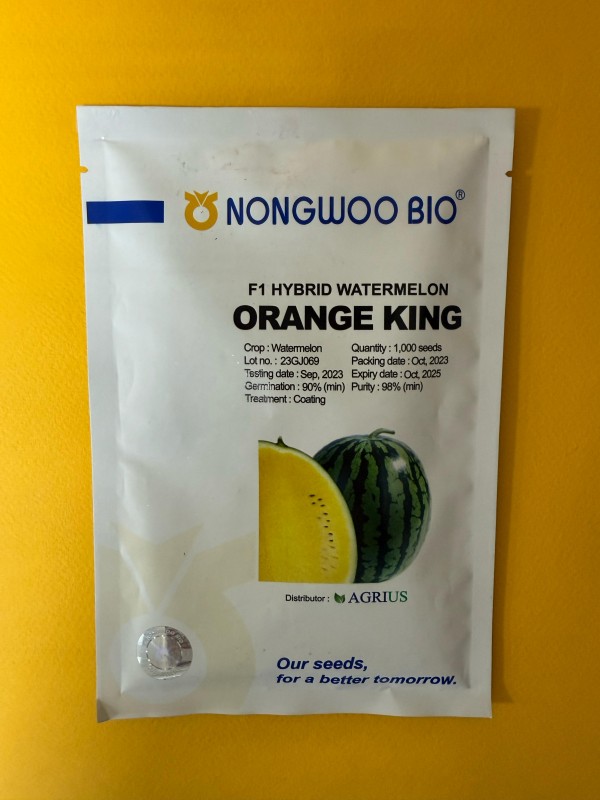 NONGWOO BIO®
F1 HYBRID WATERMELON
ORANGE KING
Crop : Watermelon Quantity : 1,000 seeds
Lot no. : 23GJ069 Packing date : Oct, 2023
Testing date : Sep, 2023 Expiry date : Oct, 2025
Germination : 90% (min) Purity : 98% (min)
Treatment : Coating
Distributor : AGRIUS
Our seeds,
for a better tomorrow.